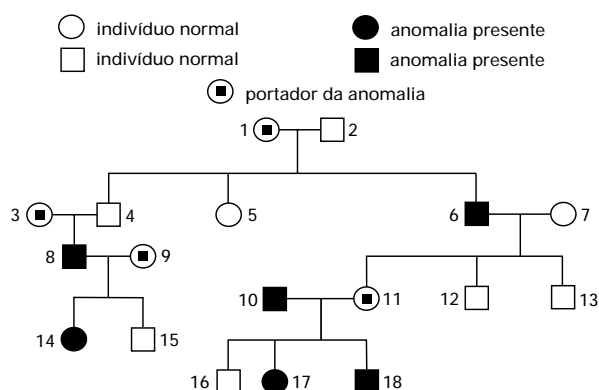 indivíduo normal anomalia presente
indivíduo normal anomalia presente
portador da anomalia
1 2
3 4 5 6 7
8 9
10 11 12 13
14 15
16 17 18